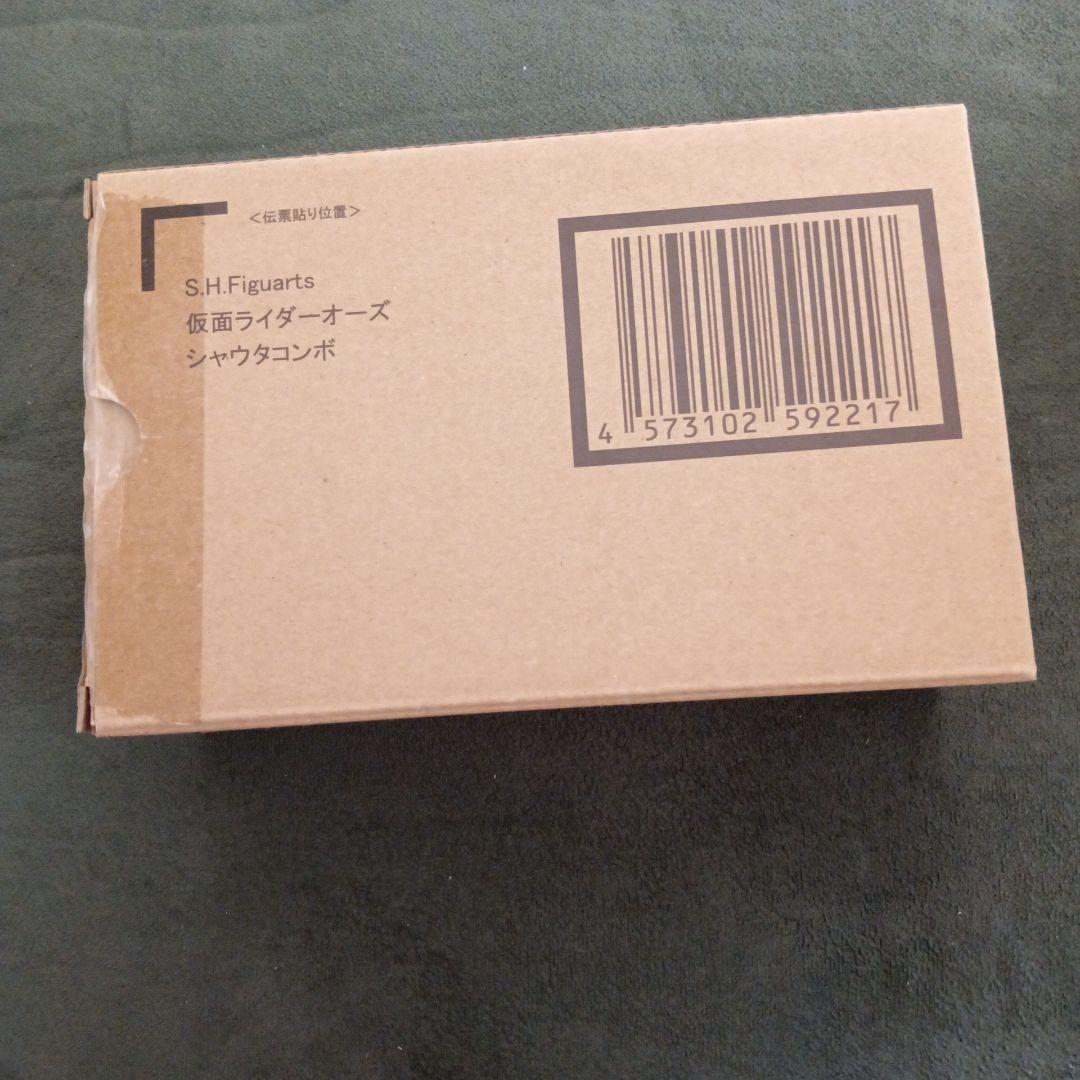 ＜伝票貼り位置＞
S.H.Figuarts
仮面ライダーオーズ
シャウタコンボ
4 573102 592217